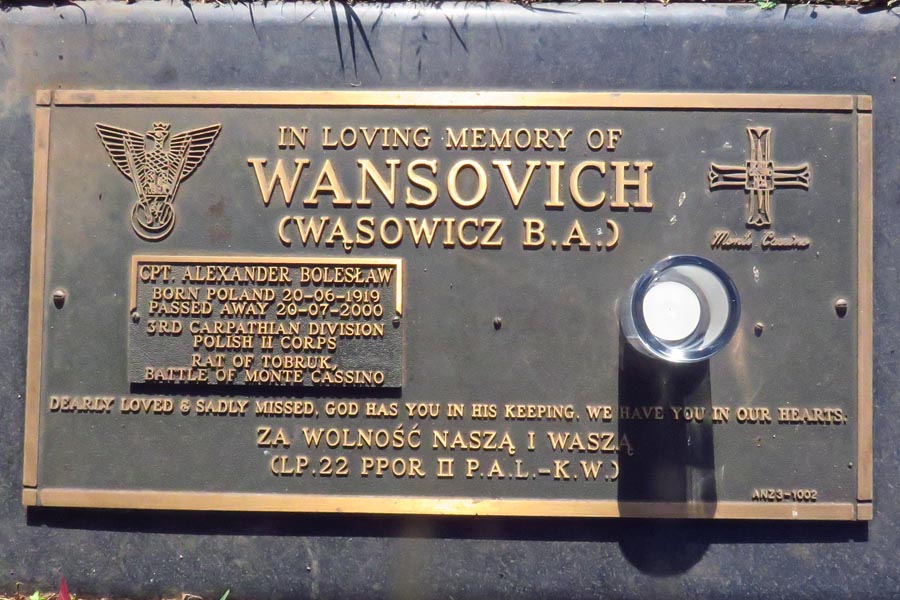 IN LOVING MEMORY OF
WANSOVICH
(WĄSOWICZ B.A.)
Monte Cassino
CPT. ALEXANDER BOLESŁAW
BORN POLAND 20-06-1919
PASSED AWAY 20-07-2000
3RD CARPATHIAN DIVISION
POLISH II CORPS
RAT OF TOBRUK,
BATTLE OF MONTE CASSINO
DEARLY LOVED & SADLY MISSED, GOD HAS YOU IN HIS KEEPING, WE HAVE YOU IN OUR HEARTS.
ZA WOLNOŚĆ NASZĄ I WASZĄ
(LP.22 PPOR II P.A.L.-K.W.)
ANZ3-1002